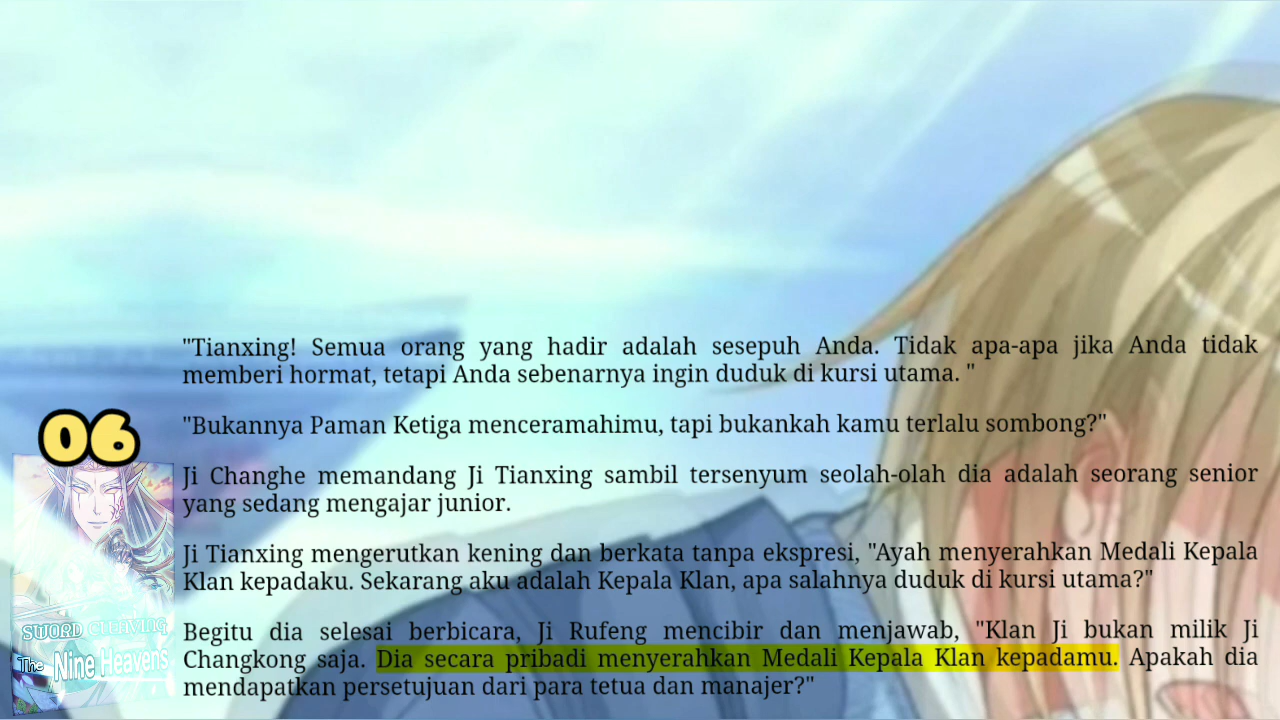 "Tianxing! Semua orang yang hadir adalah sesepuh Anda. Tidak apa-apa jika Anda tidak
memberi hormat, tetapi Anda sebenarnya ingin duduk di kursi utama. "
"Bukannya Paman Ketiga menceramahimu, tapi bukankah kamu terlalu sombong?"
Ji Changhe memandang Ji Tianxing sambil tersenyum seolah-olah dia adalah seorang senior
yang sedang mengajar junior.
Ji Tianxing mengerutkan kening dan berkata tanpa ekspresi, "Ayah menyerahkan Medali Kepala
Klan kepadaku. Sekarang aku adalah Kepala Klan, apa salahnya duduk di kursi utama?"
Begitu dia selesai berbicara, Ji Rufeng mencibir dan menjawab, "Klan Ji bukan milik Ji
Changkong saja. Dia secara pribadi menyerahkan Medali Kepala Klan kepadamu. Apakah dia
mendapatkan persetujuan dari para tetua dan manajer?"
06
SWORD CLEAVING
The Nine Heavens